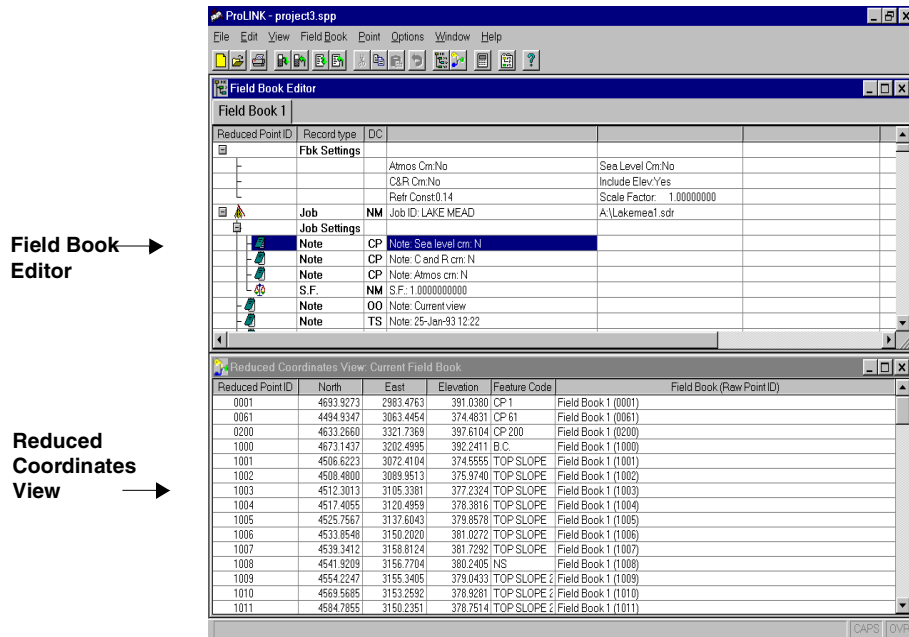 ProLINK - project3.spp
File Edit View Field Book Point Options Window Help
Field Book Editor
Field Book 1
Reduced Point ID Record type DC
Fbk Settings
Atmos Crn:No Sea Level Crn:No
C&R Crn:No Include Elev:Yes
Refr Const:0.14 Scale Factor: 1.00000000
Job NM Job ID: LAKE MEAD A:\Lakemea1.sdr
Job Settings
Note CP Note: Sea level crn: N
Note CP Note: C and R crn: N
Note CP Note: Atmos crn: N
S.F. NM S.F.: 1.0000000000
Note OO Note: Current view
Note TS Note: 25-Jan-93 12:22
Field Book
Editor
Reduced Coordinates View: Current Field Book
Reduced Point ID North East Elevation Feature Code Field Book (Raw Point ID)
0001 4693.9273 2983.4763 391.0380 CP 1 Field Book 1 (0001)
0061 4494.9347 3063.4454 374.4831 CP 61 Field Book 1 (0061)
0200 4633.2660 3321.7369 397.6104 CP 200 Field Book 1 (0200)
1000 4673.1437 3202.4995 392.2411 B.C. Field Book 1 (1000)
1001 4506.6223 3072.4104 374.5555 TOP SLOPE Field Book 1 (1001)
1002 4508.4800 3089.9513 375.9740 TOP SLOPE Field Book 1 (1002)
1003 4512.3013 3105.3381 377.2324 TOP SLOPE Field Book 1 (1003)
1004 4517.4055 3120.4959 378.3816 TOP SLOPE Field Book 1 (1004)
1005 4525.7567 3137.6043 379.8578 TOP SLOPE Field Book 1 (1005)
1006 4533.8548 3150.2020 381.0272 TOP SLOPE Field Book 1 (1006)
1007 4539.3412 3158.8124 381.7292 TOP SLOPE Field Book 1 (1007)
1008 4541.9209 3156.7704 380.2405 NS Field Book 1 (1008)
1009 4554.2247 3155.3405 379.0433 TOP SLOPE 2 Field Book 1 (1009)
1010 4569.5685 3153.2592 378.9281 TOP SLOPE 2 Field Book 1 (1010)
1011 4584.7855 3150.2351 378.7514 TOP SLOPE 2 Field Book 1 (1011)
Reduced
Coordinates
View
CAPS OVR